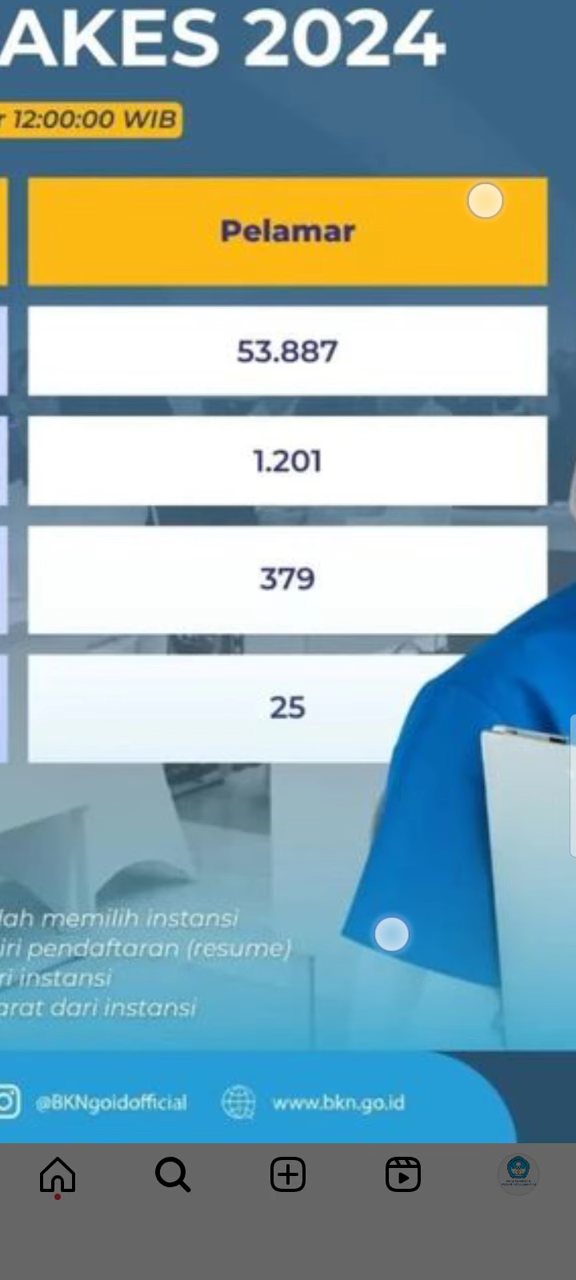 AKES 2024
r 12:00:00 WIB
Pelamar
53.887
1.201
379
25
lah memilih instansi
iri pendaftaran (resume)
ri instansi
arat dari instansi
@BKNgoidofficial www.bkn.go.id